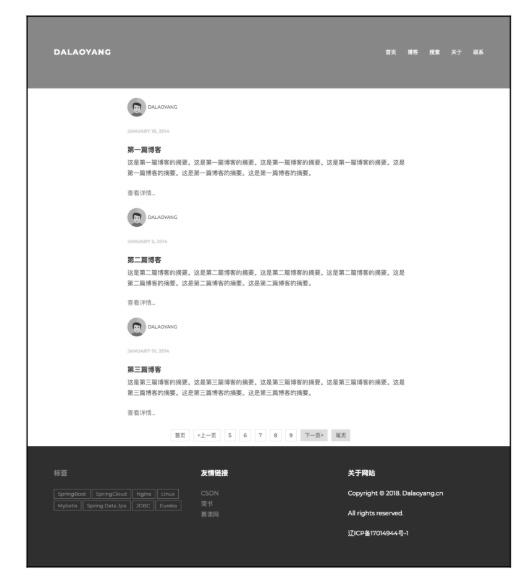 DALAOYANG
首页 博客 搜索 关于 联系
DALAOYANG
JANUARY 19, 2014
第一篇博客
这是第一篇博客的摘要。这是第一篇博客的摘要。这是第一篇博客的摘要。这是第一篇博客的摘要。这是
第一篇博客的摘要。这是第一篇博客的摘要。这是第一篇博客的摘要。
查看详情...
DALAOYANG
2014
第二篇博客
这是第二篇博客的摘要。这是第二篇博客的摘要。这是第二篇博客的摘要。这是第二篇博客的摘要。这是
第二篇博客的摘要。这是第二篇博客的摘要。这是第二篇博客的摘要。
查看详情...
DALAOYANG
2014
第三篇博客
这是第三篇博客的摘要。这是第三篇博客的摘要。这是第三篇博客的摘要。这是第三篇博客的摘要。这是
第三篇博客的摘要。这是第三篇博客的摘要。这是第三篇博客的摘要。
查看详情...
首页 «上一页 5 6 7 8 9 下一页» 尾页
标签 友情链接 关于网站
SpringBoot SpringCloud Nginx Linux CSDN Copyright © 2018. Dalaoyang.cn
Mybatis Spring Data Jpa JDBC Eureka 简书
慕课网 All rights reserved.
辽ICP备17014944号-1